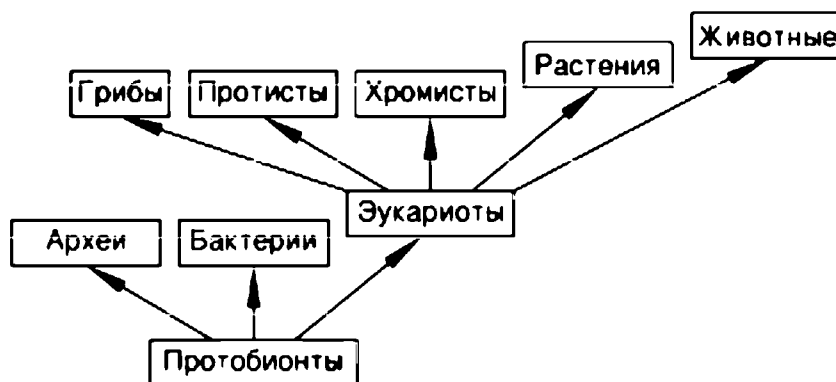 Животные
Растения
Грибы
Протисты
Хромисты
Эукариоты
Археи
Бактерии
Протобионты